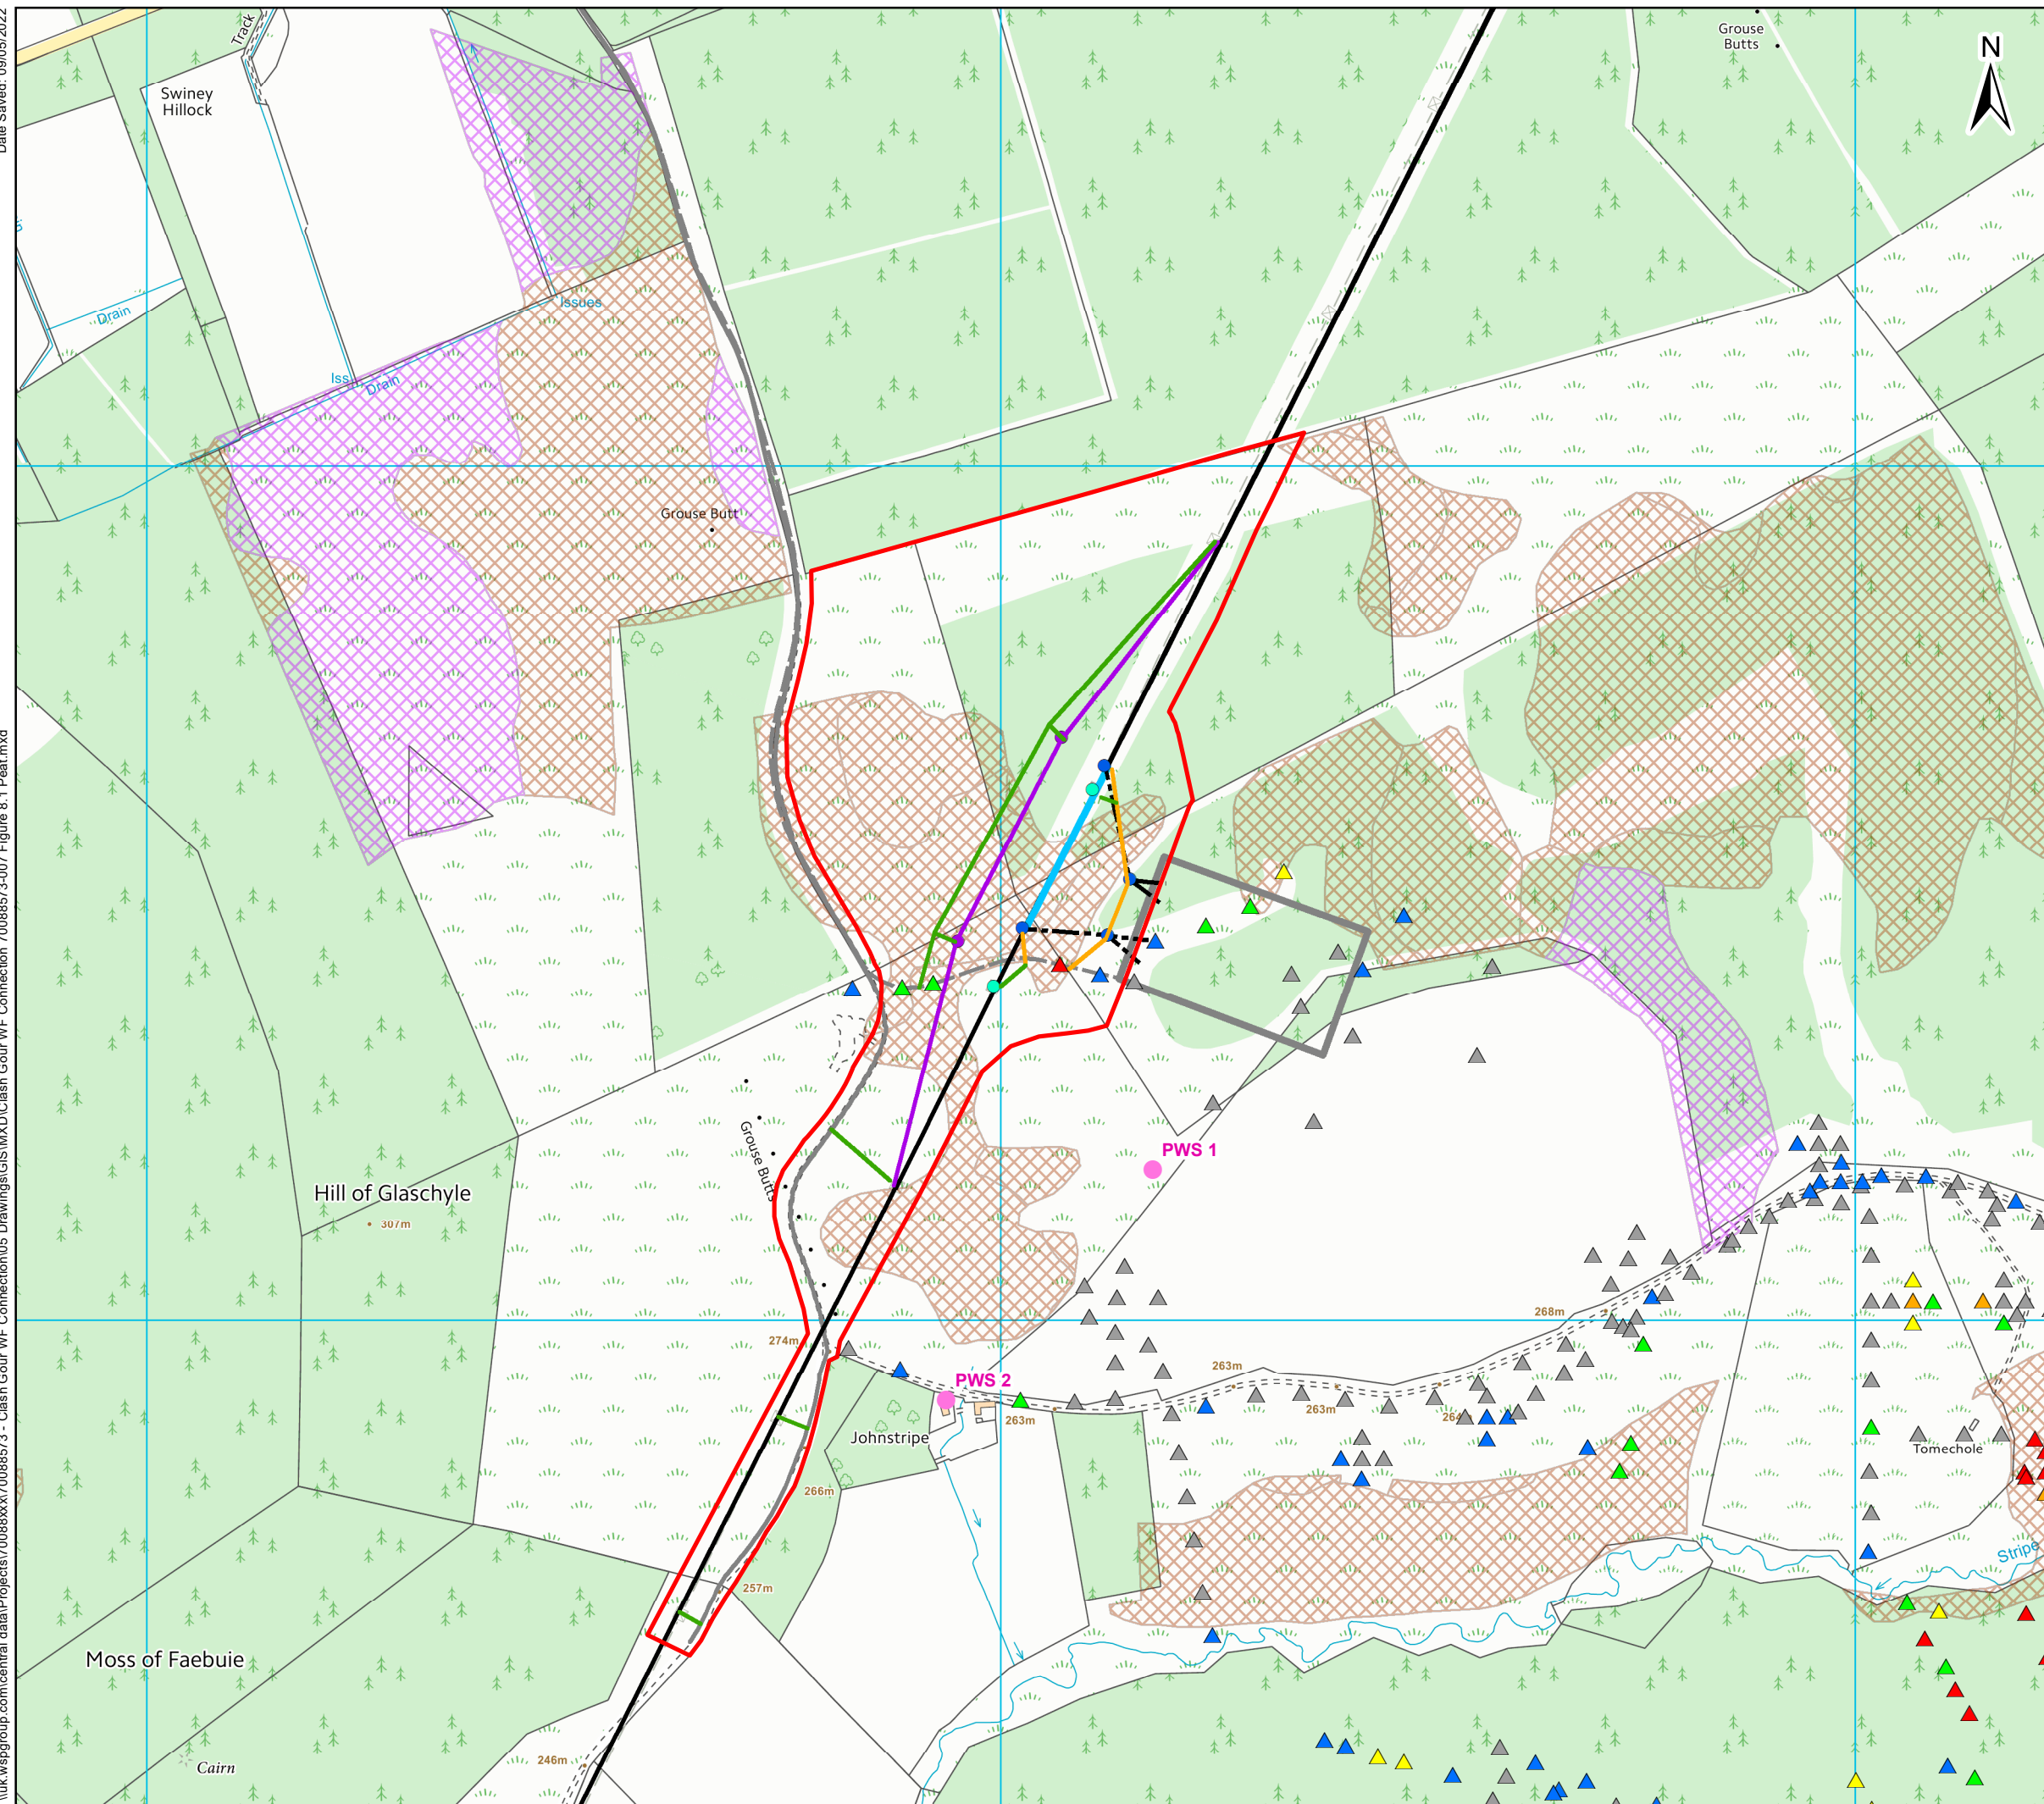 Date Saved: 09/05/2022
\\uk.wspgroup.com\central data\Projects\70088xxx\70088573 - Clash Gour WF Connection\05 Drawings\GIS\MXD\Clash Gour WF Connection 70088573-007 Figure 8.1 Peat.mxd
Track
Grouse
Butts
N
Swiney
Hillock
Drain
Issues
Iss
Drain
Grouse Butt
Grouse Butts
PWS 1
Hill of Glaschyle
307m
274m
268m
263m
PWS 2
263m
263m
264
Johnstripe
Tomechole
266m
Stripe
257m
Moss of Faebuie
246m
Cairn